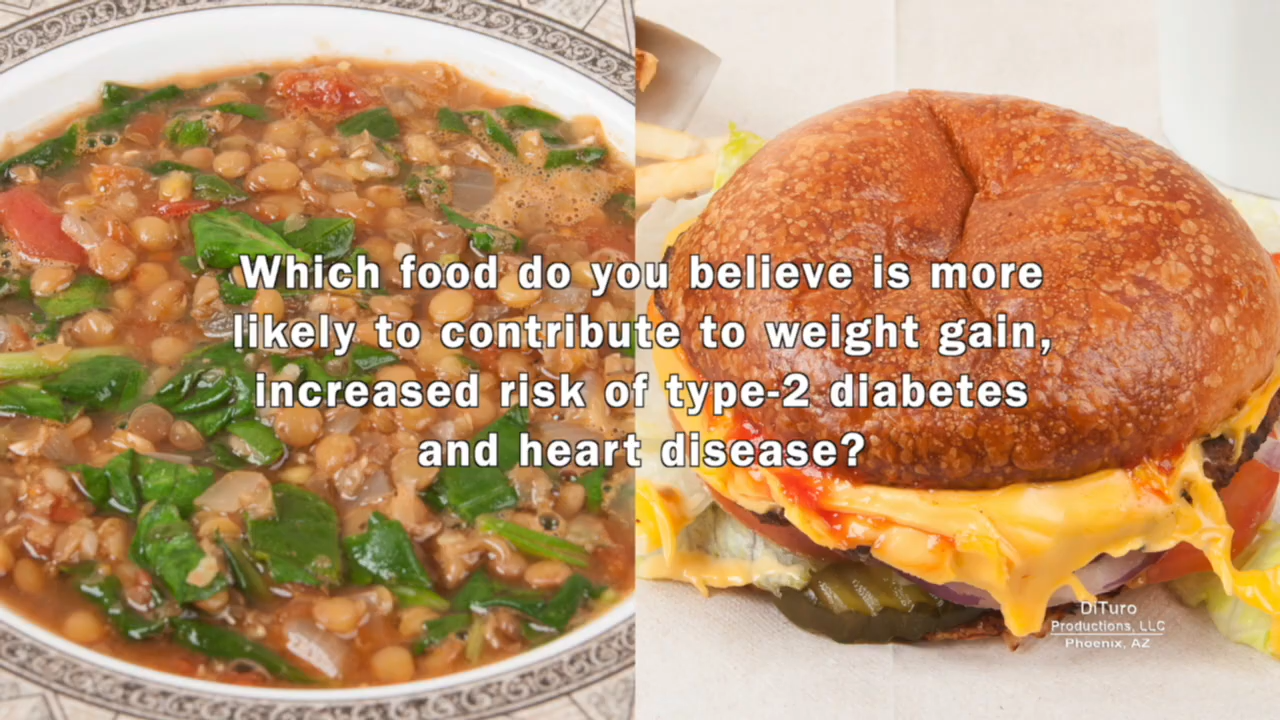 Which food do you believe is more
likely to contribute to weight gain,
increased risk of type-2 diabetes
and heart disease?
DiTuro
Productions, LLC
Phoenix, AZ